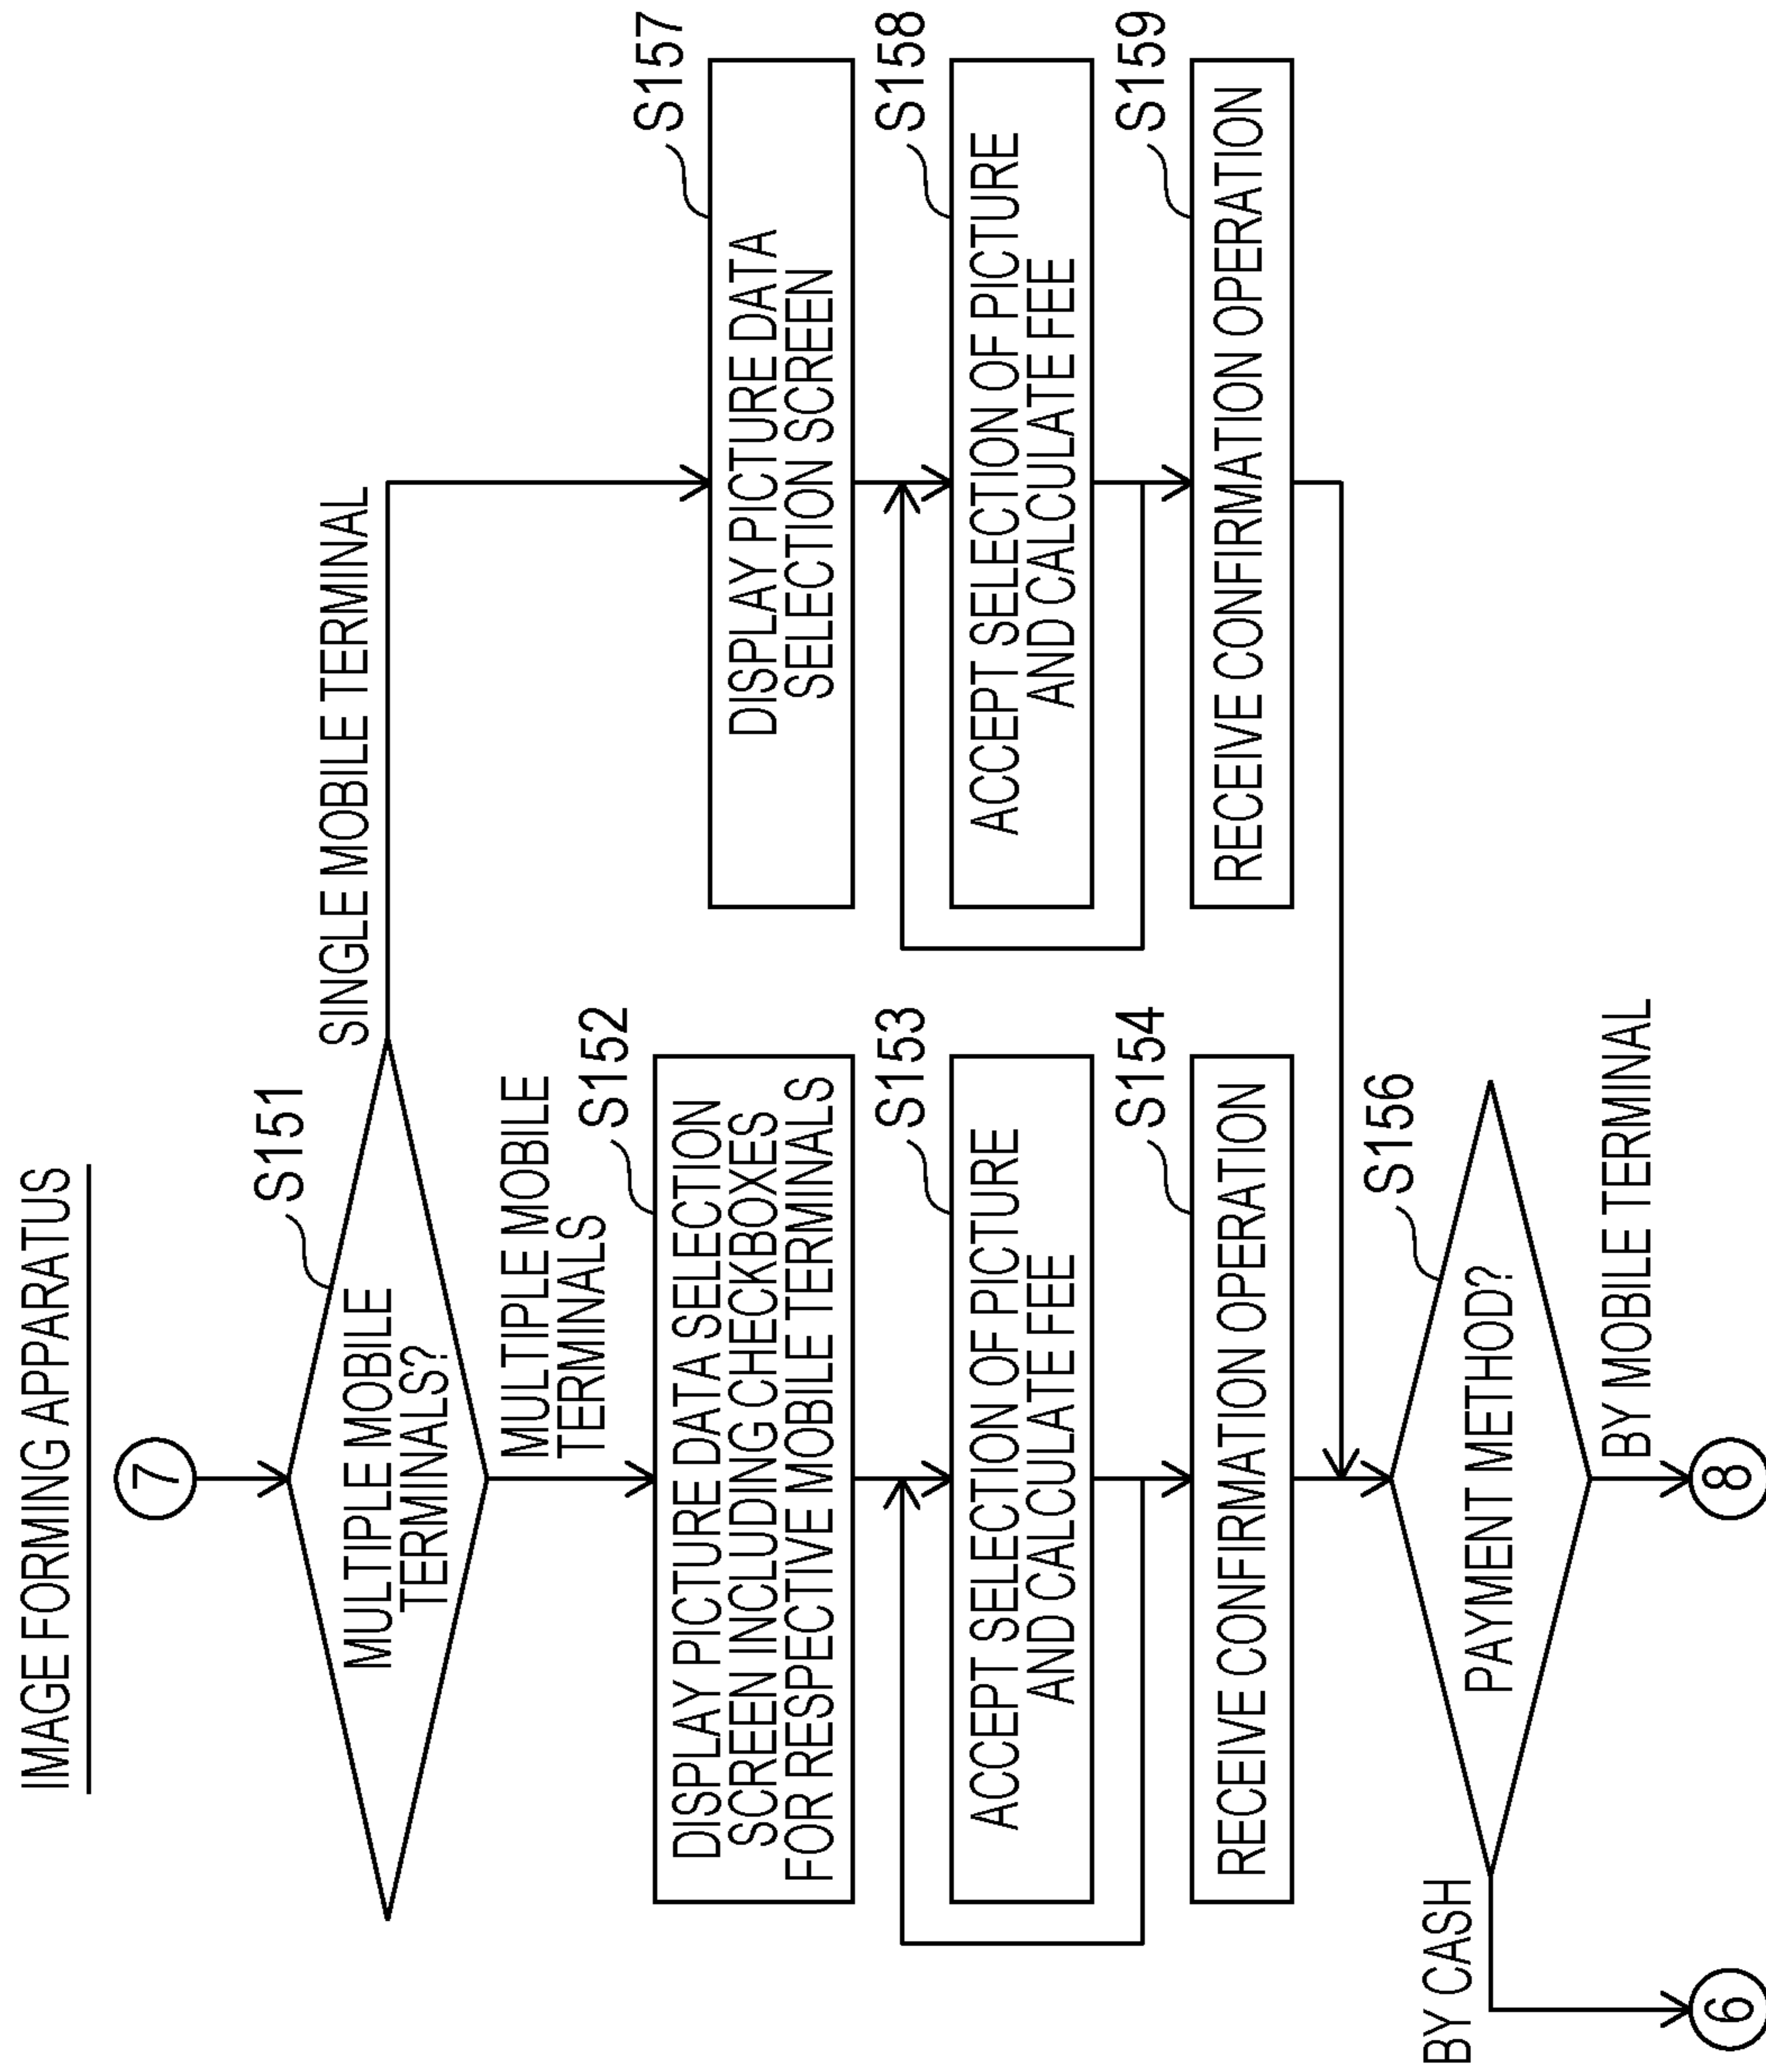 IMAGE FORMING APPARATUS
7
S151
MULTIPLE MOBILE
TERMINALS?
SINGLE MOBILE TERMINAL
MULTIPLE MOBILE
TERMINALS
S152
DISPLAY PICTURE DATA SELECTION
SCREEN INCLUDING CHECKBOXES
FOR RESPECTIVE MOBILE TERMINALS
S157
DISPLAY PICTURE DATA
SELECTION SCREEN
S153
ACCEPT SELECTION OF PICTURE
AND CALCULATE FEE
S158
ACCEPT SELECTION OF PICTURE
AND CALCULATE FEE
S154
RECEIVE CONFIRMATION OPERATION
S159
RECEIVE CONFIRMATION OPERATION
S156
PAYMENT METHOD?
BY CASH
BY MOBILE TERMINAL
6
8